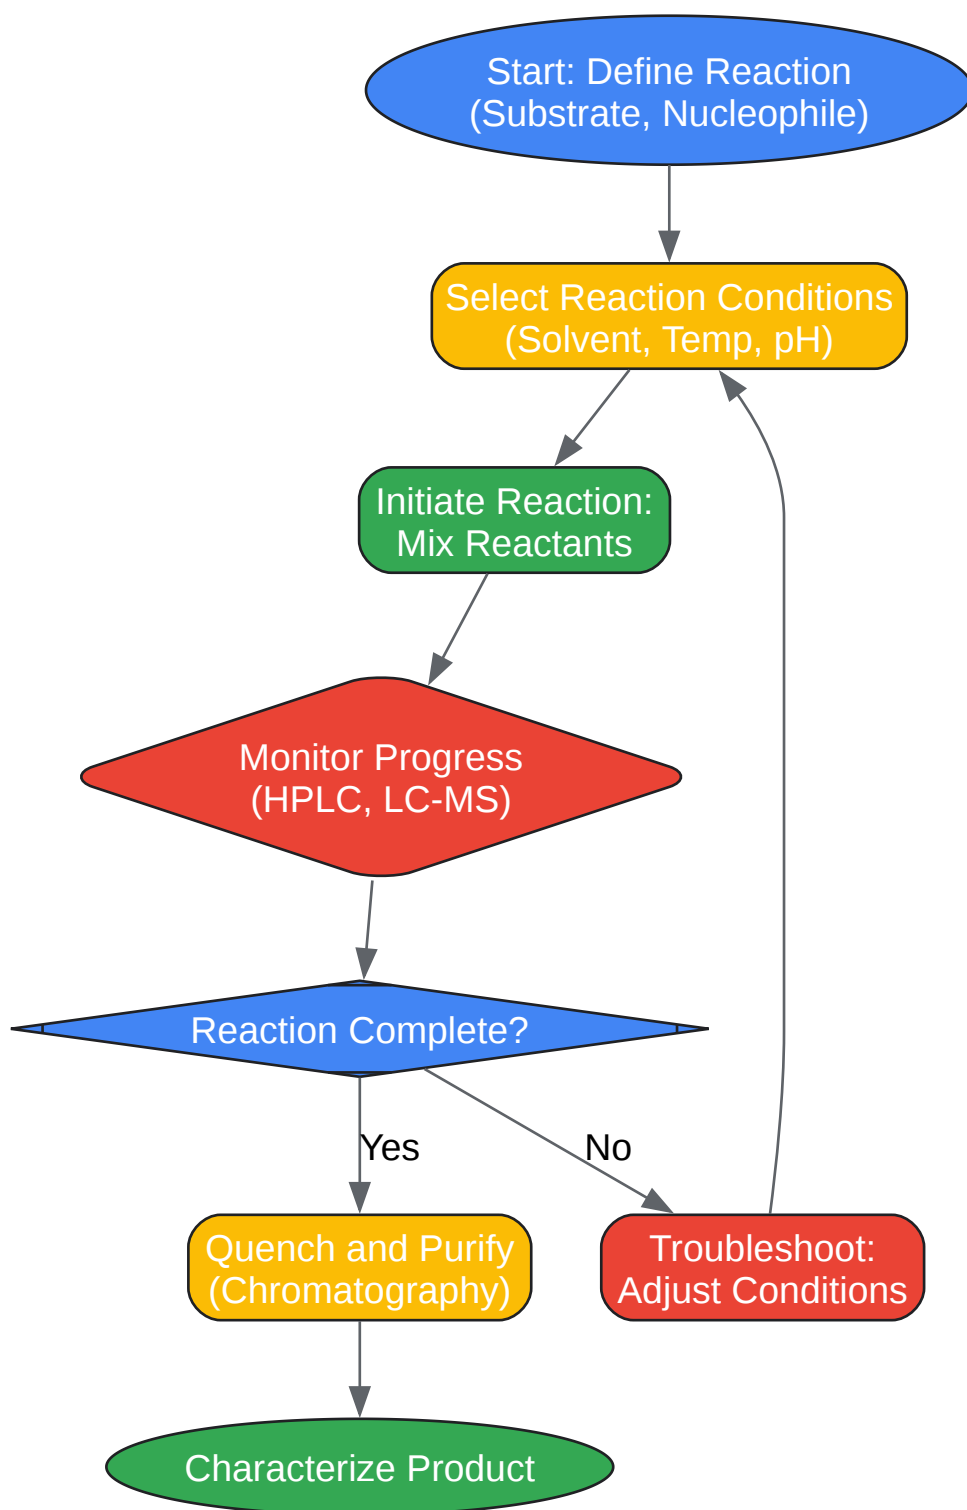 Start: Define Reaction
(Substrate, Nucleophile)
Select Reaction Conditions
(Solvent, Temp, pH)
Initiate Reaction:
Mix Reactants
Monitor Progress
(HPLC, LC-MS)
Reaction Complete?
Yes
No
Quench and Purify
(Chromatography)
Troubleshoot:
Adjust Conditions
Characterize Product